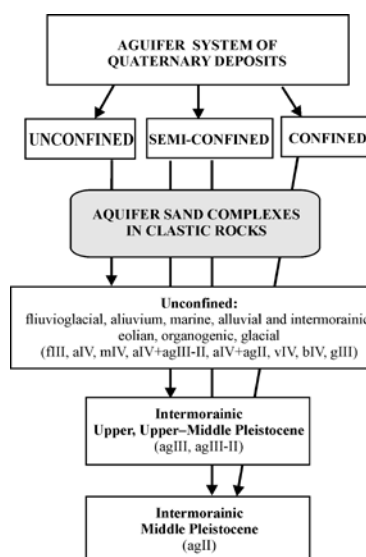 AGUIFER SYSTEM OF
QUATERNARY DEPOSITS
UNCONFINED
SEMI-CONFINED
CONFINED
AQUIFER SAND COMPLEXES
IN CLASTIC ROCKS
Unconfined:
fliuvioglacial, aliuvium, marine, alluvial and intermorainic
eolian, organogenic, glacial
(fIII, aIV, mIV, aIV+agIII-II, aIV+agII, vIV, bIV, gIII)
Intermorainic
Upper, Upper–Middle Pleistocene
(agIII, agIII-II)
Intermorainic
Middle Pleistocene
(agII)